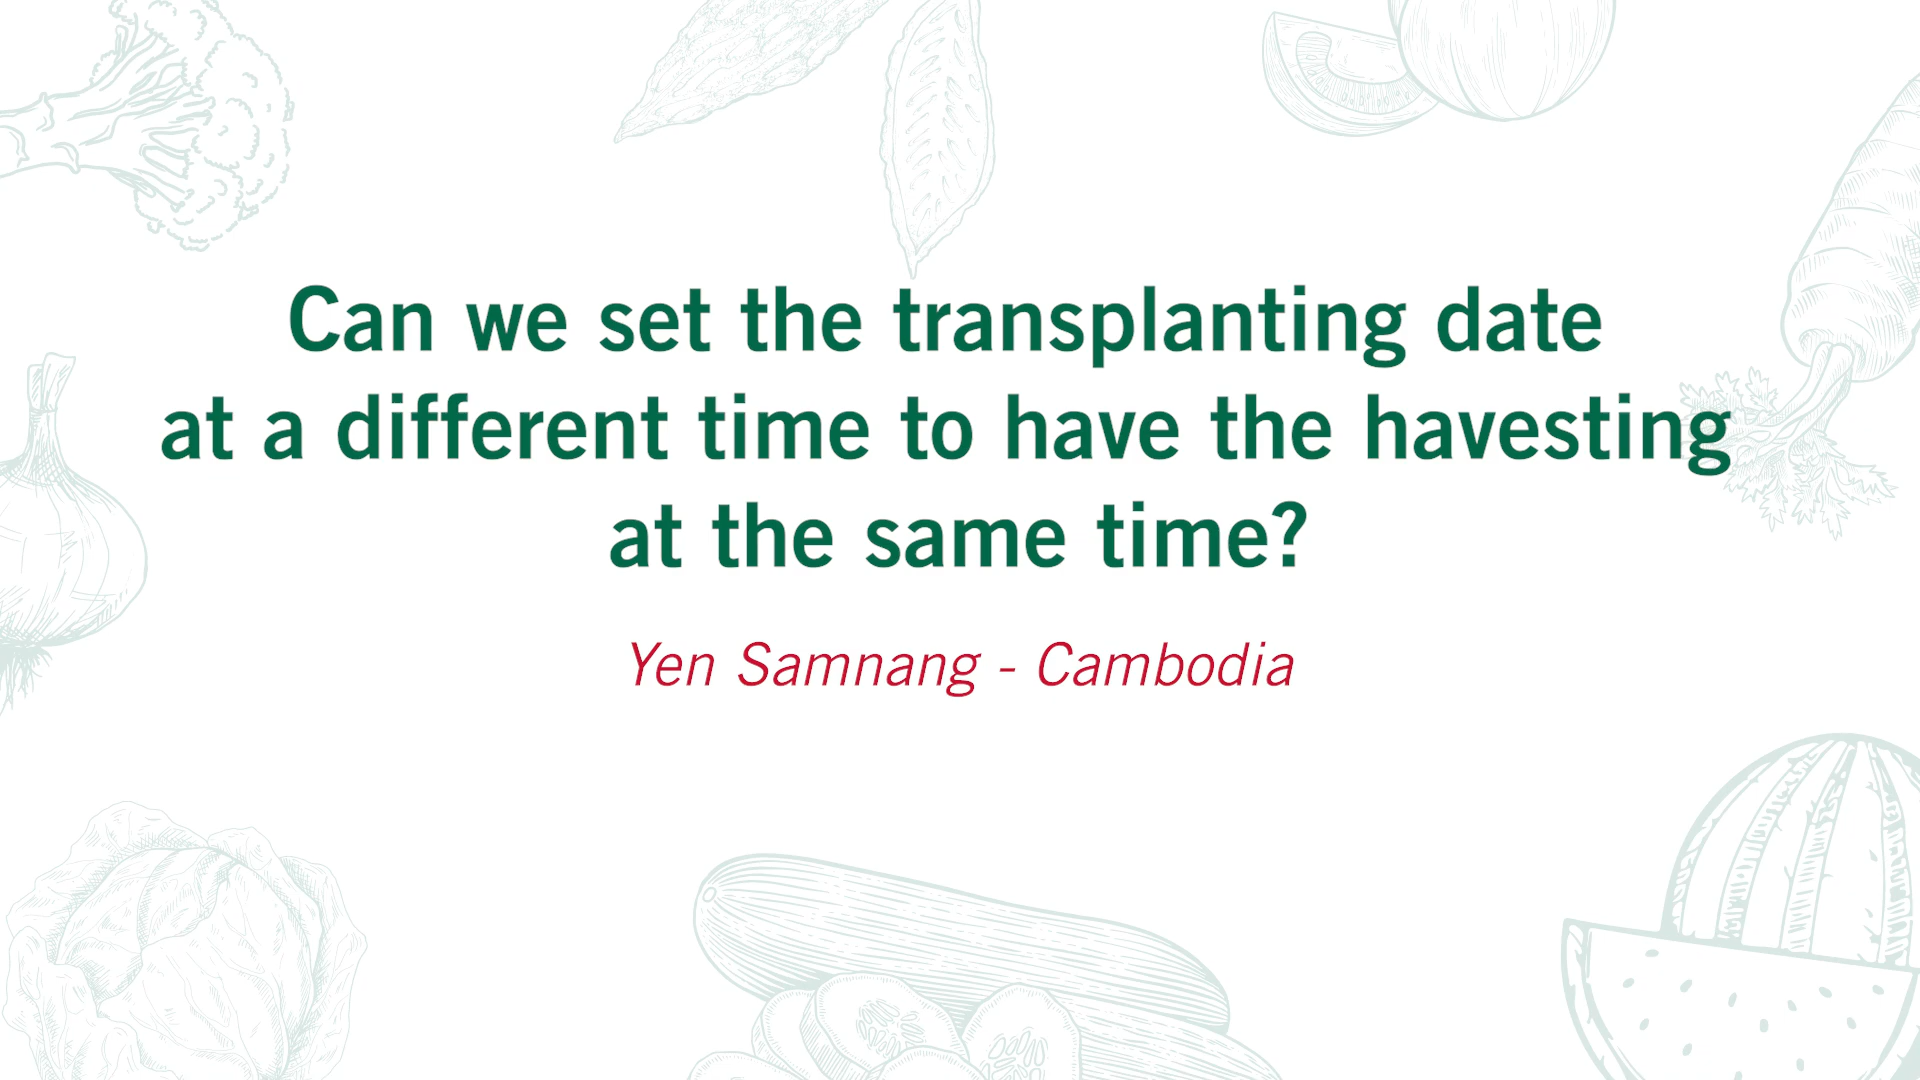 Can we set the transplanting date
at a different time to have the havesting
at the same time?
Yen Samnang - Cambodia